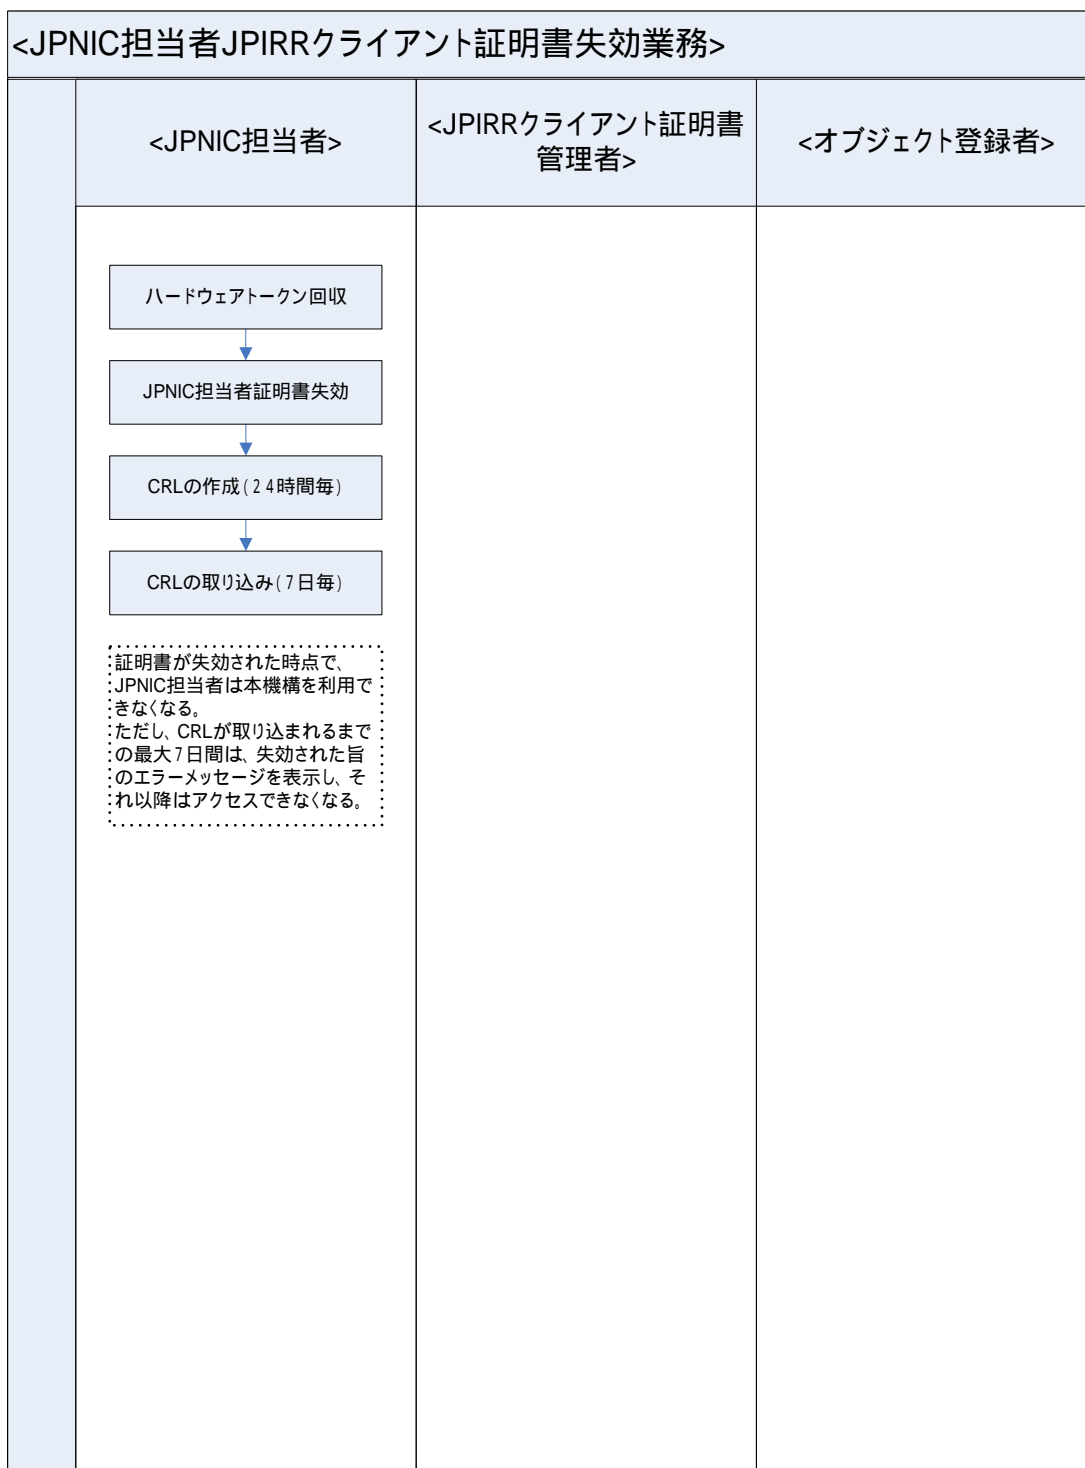 <JPNIC担当者JPIRRクライアント証明書失効業務>
<JPNIC担当者>
<JPIRRクライアント証明書
管理者>
<オブジェクト登録者>
ハードウェアトークン回収
JPNIC担当者証明書失効
CRLの作成(24時間毎)
CRLの取り込み(7日毎)
証明書が失効された時点で、
JPNIC担当者は本機構を利用で
きなくなる。
ただし、CRLが取り込まれるまで
の最大7日間は、失効された旨
のエラーメッセージを表示し、そ
れ以降はアクセスできなくなる。